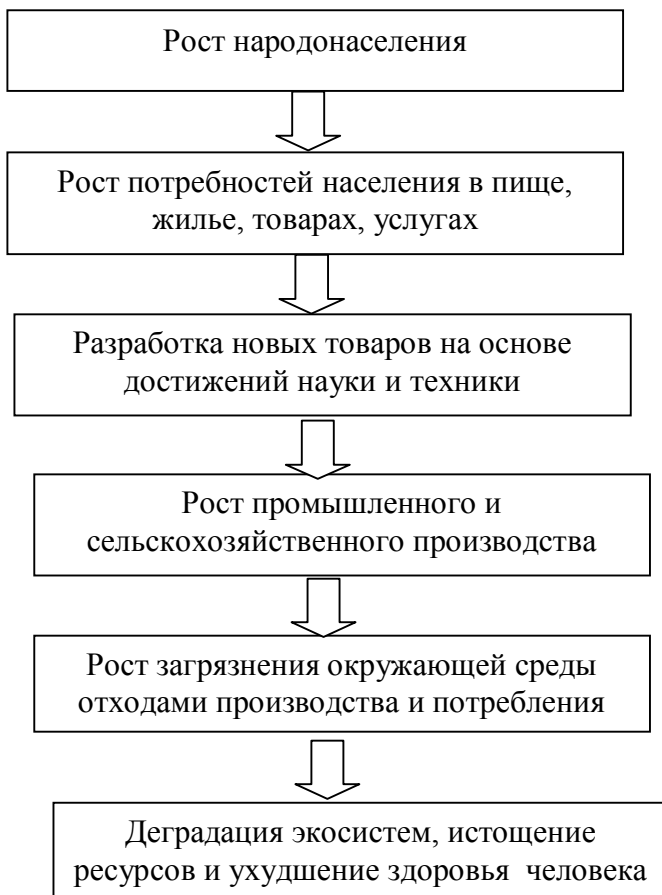 Рост народонаселения
Рост потребностей населения в пище,
жилье, товарах, услугах
Разработка новых товаров на основе
достижений науки и техники
Рост промышленного и
сельскохозяйственного производства
Рост загрязнения окружающей среды
отходами производства и потребления
Деградация экосистем, истощение
ресурсов и ухудшение здоровья человека